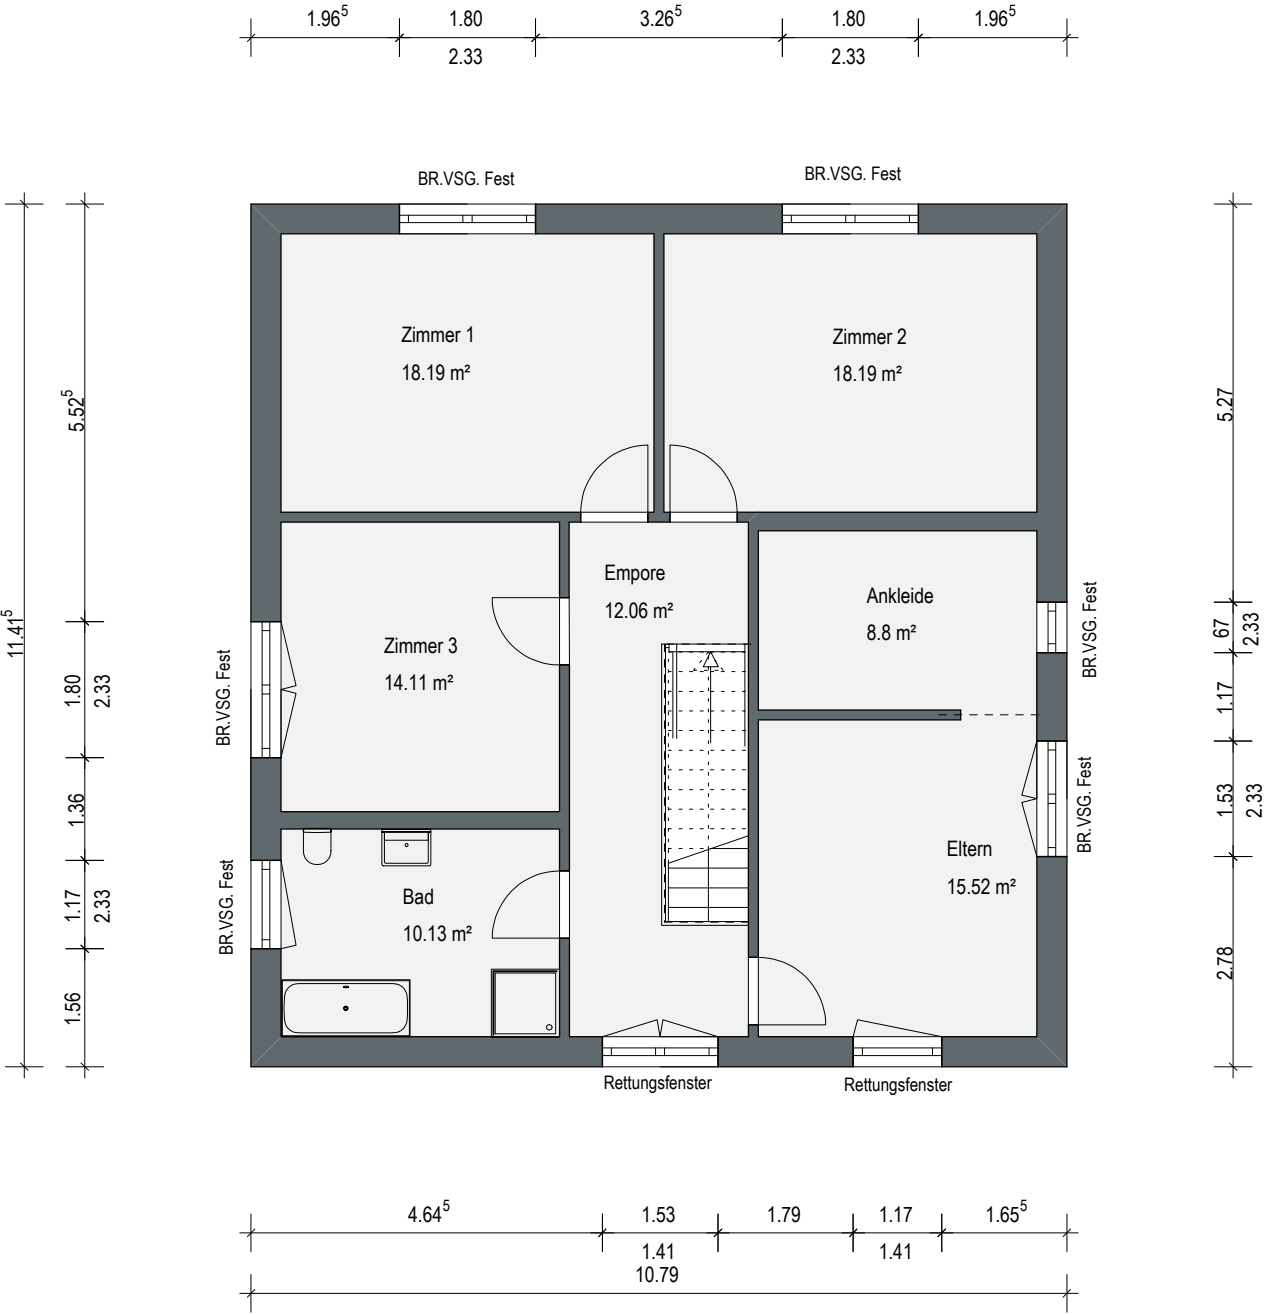 1.96⁵ 1.80 3.26⁵ 1.80 1.96⁵
2.33 2.33
BR.VSG. Fest
BR.VSG. Fest
Zimmer 1
18.19 m²
Zimmer 2
18.19 m²
5.52⁵
5.27
Empore
12.06 m²
Ankleide
8.8 m²
11.41⁵
Zimmer 3
14.11 m²
BR.VSG. Fest
1.80
2.33
BR.VSG. Fest
67
2.33
1.17
1.36
BR.VSG. Fest
1.53
2.33
Eltern
15.52 m²
Bad
10.13 m²
BR.VSG. Fest
1.17
2.33
2.78
1.56
Rettungsfenster
Rettungsfenster
4.64⁵ 1.53 1.79 1.17 1.65⁵
1.41 1.41
10.79